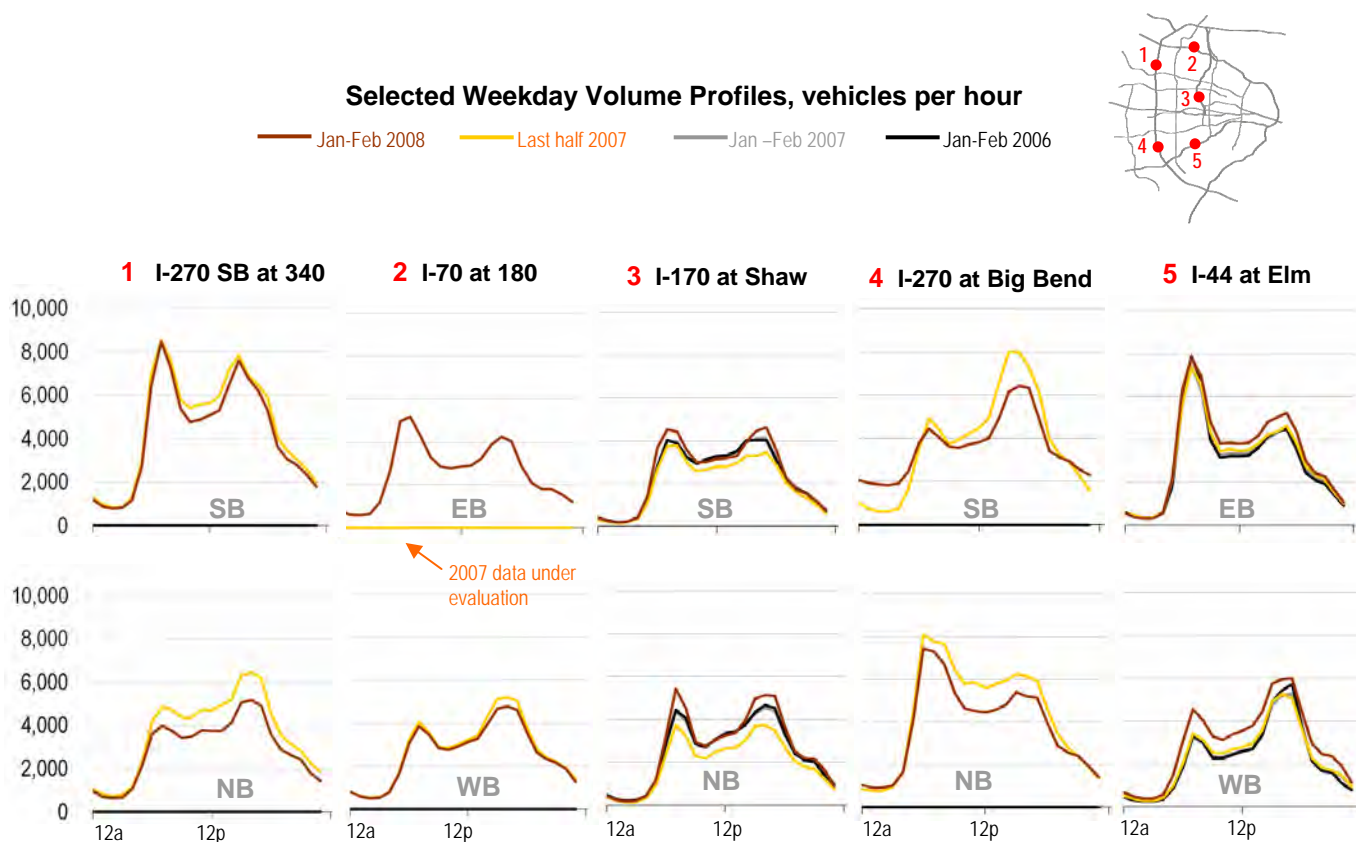 1
2
3
4
5
Selected Weekday Volume Profiles, vehicles per hour
Jan-Feb 2008 Last half 2007 Jan –Feb 2007 Jan-Feb 2006
1 I-270 SB at 340 2 I-70 at 180 3 I-170 at Shaw 4 I-270 at Big Bend 5 I-44 at Elm
10,000
8,000
6,000
4,000
2,000
0
SB EB SB SB EB
2007 data under
evaluation
10,000
8,000
6,000
4,000
2,000
0
NB WB NB NB WB
12a 12p 12a 12p 12a 12p 12a 12p 12a 12p